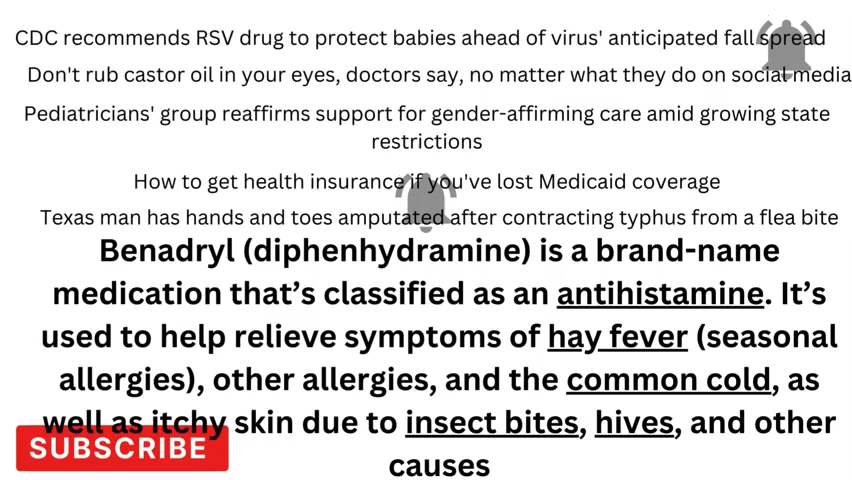 CDC recommends RSV drug to protect babies ahead of virus' anticipated fall spread
Don't rub castor oil in your eyes, doctors say, no matter what they do on social media
Pediatricians' group reaffirms support for gender-affirming care amid growing state
restrictions
How to get health insurance if you've lost Medicaid coverage
Texas man has hands and toes amputated after contracting typhus from a flea bite
Benadryl (diphenhydramine) is a brand-name
medication that’s classified as an antihistamine. It’s
used to help relieve symptoms of hay fever (seasonal
allergies), other allergies, and the common cold, as
well as itchy skin due to insect bites, hives, and other
causes
SUBSCRIBE